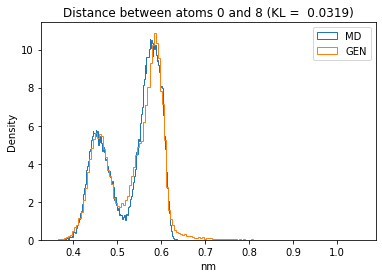 Distance between atoms 0 and 8 (KL =  0.0319)
MD
GEN
Density
10
8
6
4
2
0
0.4 0.5 0.6 0.7 0.8 0.9 1.0
nm